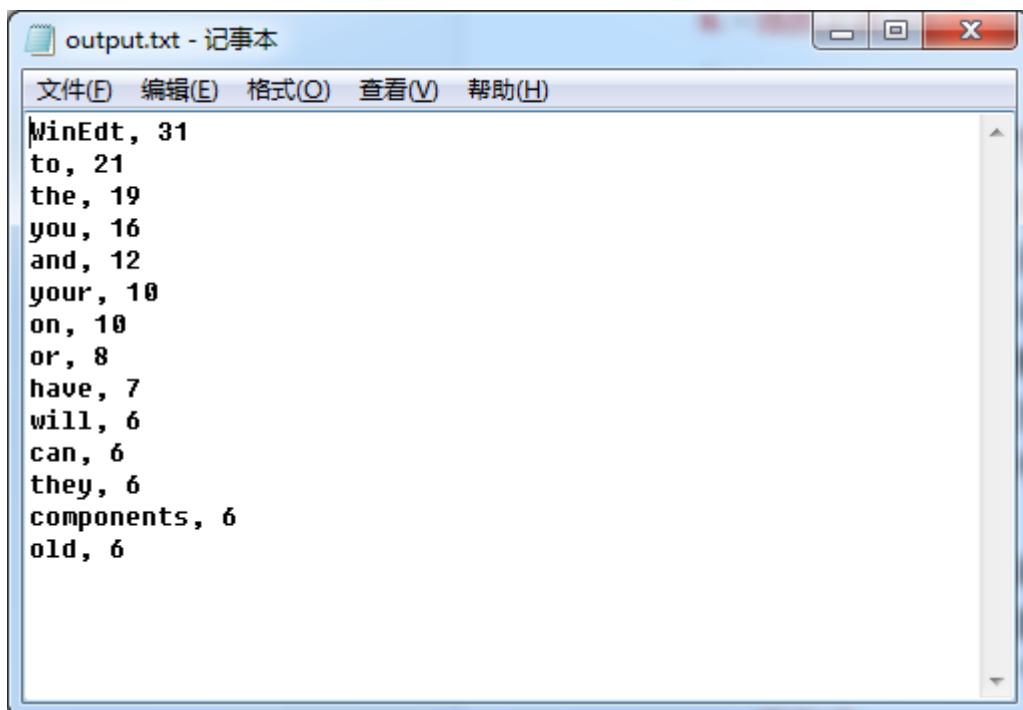 output.txt - 记事本
文件(F) 编辑(E) 格式(O) 查看(V) 帮助(H)
WinEdt, 31
to, 21
the, 19
you, 16
and, 12
your, 10
on, 10
or, 8
have, 7
will, 6
can, 6
they, 6
components, 6
old, 6